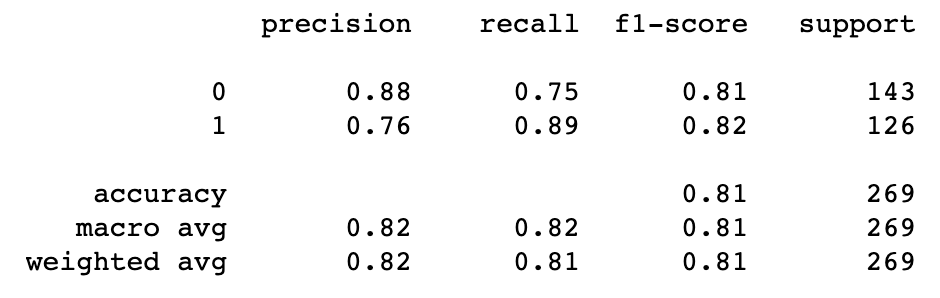 precision recall f1-score support
0 0.88 0.75 0.81 143
1 0.76 0.89 0.82 126
accuracy 0.81 269
macro avg 0.82 0.82 0.81 269
weighted avg 0.82 0.81 0.81 269